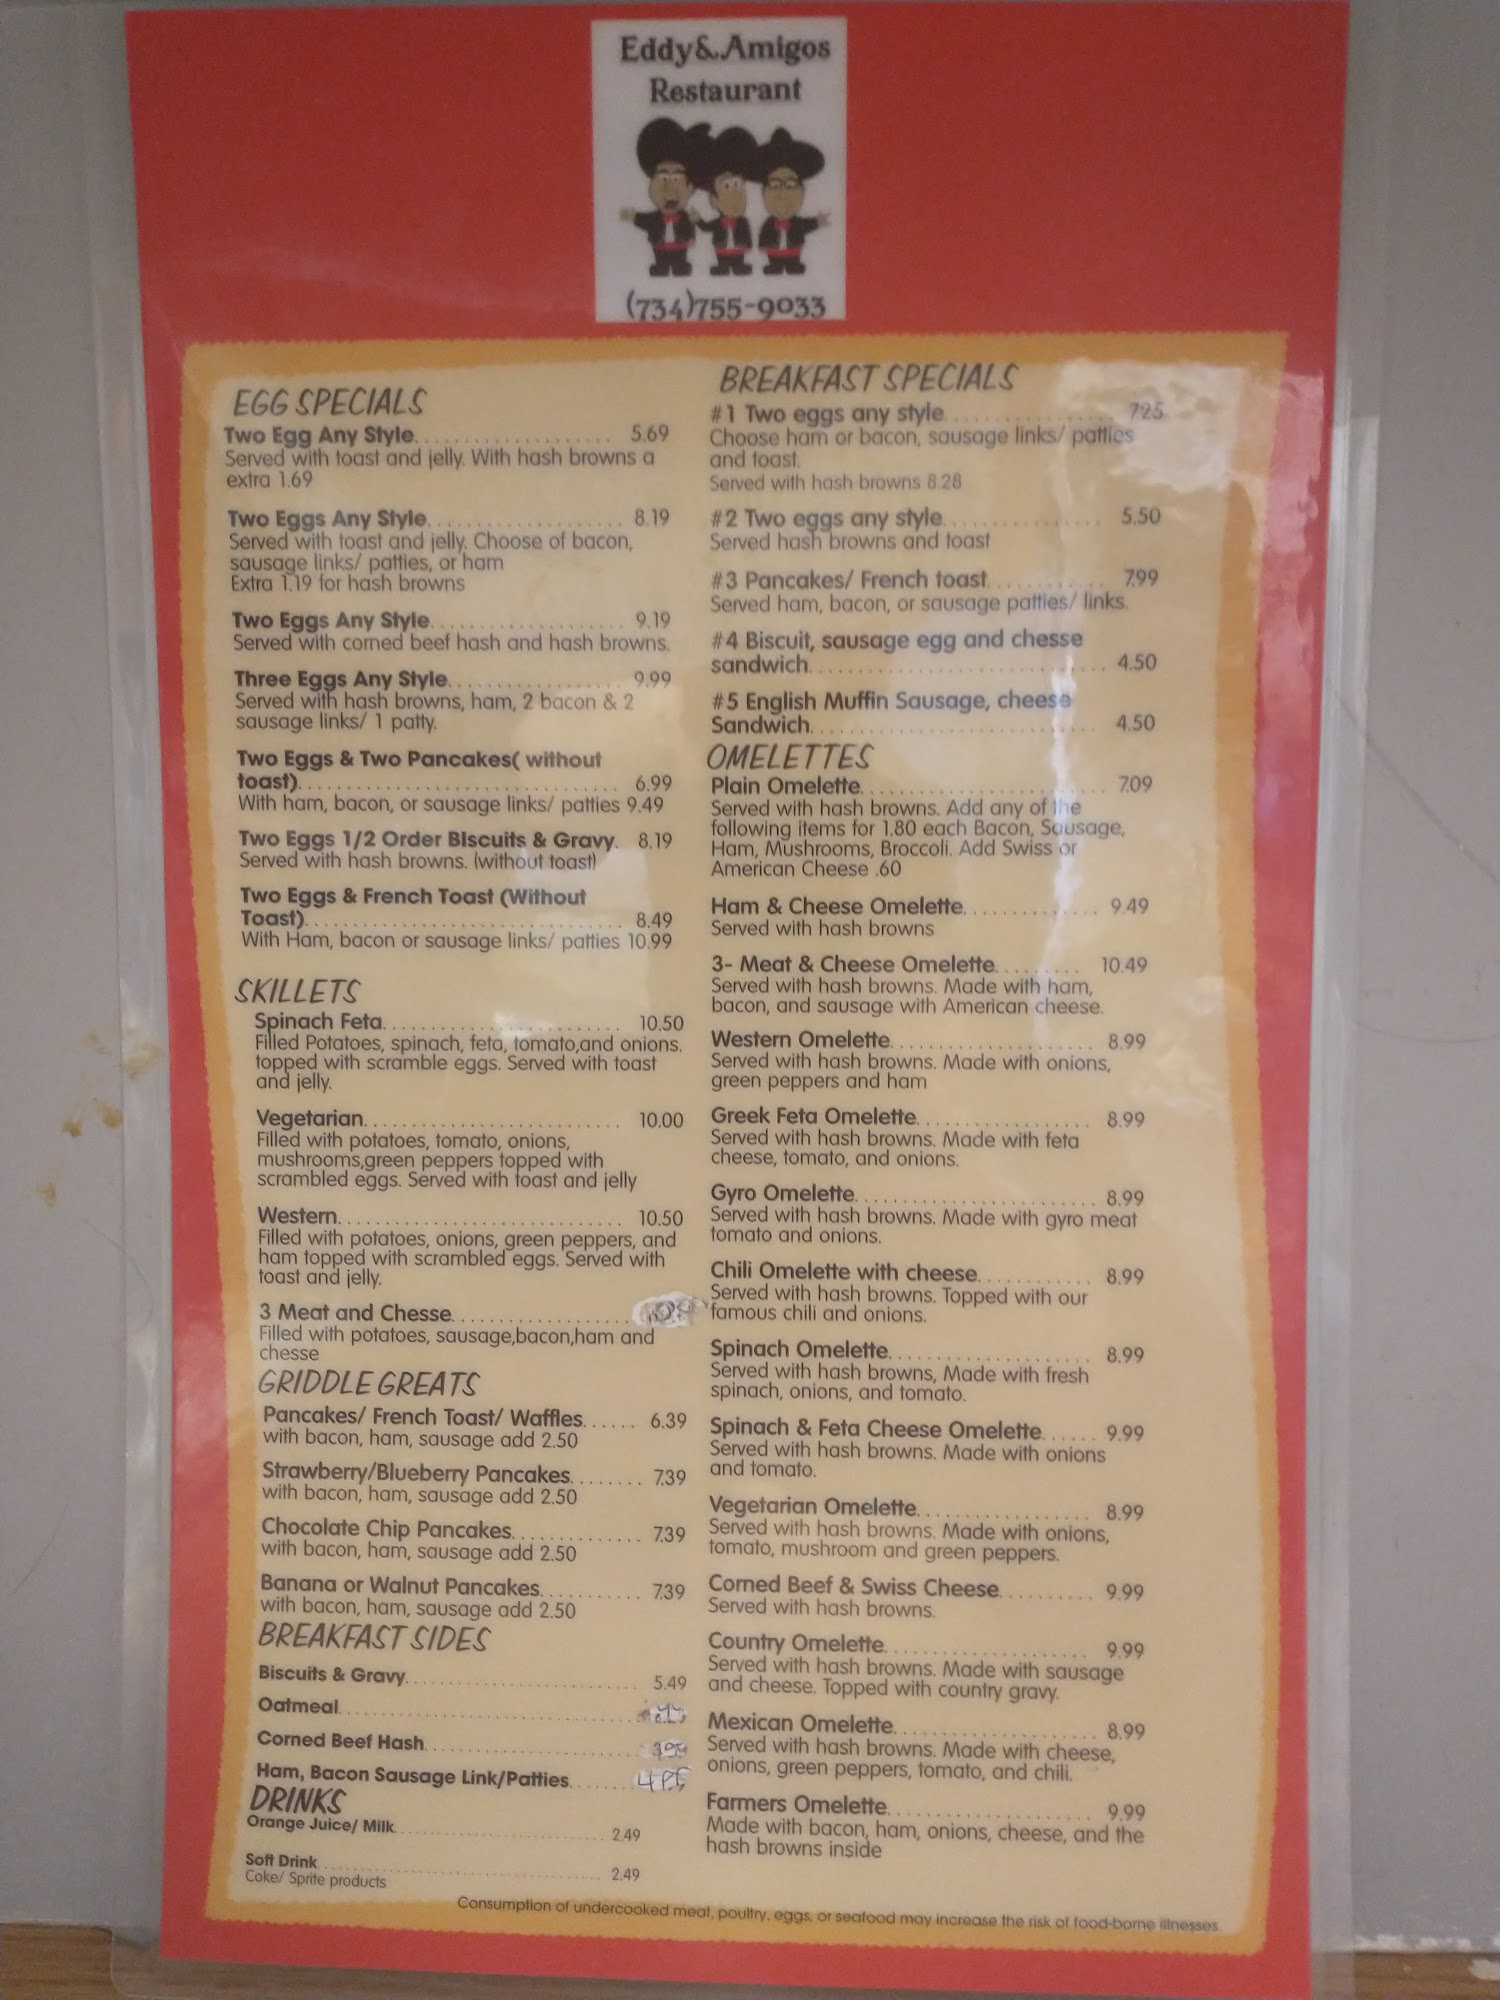 Eddy&Amigos
Restaurant
(734)755-9033
EGG SPECIALS
Two Egg Any Style. 5.69
Served with toast and jelly. With hash browns a
extra 1.69
Two Eggs Any Style. 8.19
Served with toast and jelly. Choose of bacon,
sausage links/ patties, or ham
Extra 1.19 for hash browns
Two Eggs Any Style. 9.19
Served with corned beef hash and hash browns.
Three Eggs Any Style. 9.99
Served with hash browns, ham, 2 bacon & 2
sausage links/ 1 patty.
Two Eggs & Two Pancakes( without
toast). 6.99
With ham, bacon, or sausage links/ patties 9.49
Two Eggs 1/2 Order BIscuits & Gravy. 8.19
Served with hash browns. (without toast)
Two Eggs & French Toast (Without
Toast). 8.49
With Ham, bacon or sausage links/ patties 10.99
SKILLETS
Spinach Feta. 10.50
Filled Potatoes, spinach, feta, tomato,and onions.
topped with scramble eggs. Served with toast
and jelly.
Vegetarian. 10.00
Filled with potatoes, tomato, onions,
mushrooms,green peppers topped with
scrambled eggs. Served with toast and jelly
Western. 10.50
Filled with potatoes, onions, green peppers, and
ham topped with scrambled eggs. Served with
toast and jelly.
3 Meat and Chesse.
Filled with potatoes, sausage,bacon,ham and
chesse
GRIDDLE GREATS
Pancakes/ French Toast/ Waffles. 6.39
with bacon, ham, sausage add 2.50
Strawberry/Blueberry Pancakes. 7.39
with bacon, ham, sausage add 2.50
Chocolate Chip Pancakes. 7.39
with bacon, ham, sausage add 2.50
Banana or Walnut Pancakes. 7.39
with bacon, ham, sausage add 2.50
BREAKFAST SIDES
Biscuits & Gravy. 5.49
Oatmeal.
Corned Beef Hash.
Ham, Bacon Sausage Link/Patties.
DRINKS
Orange Juice/ Milk. 2.49
Soft Drink. 2.49
Coke/ Sprite products
BREAKFAST SPECIALS
#1 Two eggs any style. 7.25
Choose ham or bacon, sausage links/ patties
and toast.
Served with hash browns 8.28
#2 Two eggs any style. 5.50
Served hash browns and toast
#3 Pancakes/ French toast. 7.99
Served ham, bacon, or sausage patties/ links.
#4 Biscuit, sausage egg and chesse
sandwich. 4.50
#5 English Muffin Sausage, cheese
Sandwich. 4.50
OMELETTES
Plain Omelette. 7.09
Served with hash browns. Add any of the
following items for 1.80 each Bacon, Sausage,
Ham, Mushrooms, Broccoli. Add Swiss or
American Cheese .60
Ham & Cheese Omelette. 9.49
Served with hash browns
3- Meat & Cheese Omelette. 10.49
Served with hash browns. Made with ham,
bacon, and sausage with American cheese.
Western Omelette. 8.99
Served with hash browns. Made with onions,
green peppers and ham
Greek Feta Omelette. 8.99
Served with hash browns. Made with feta
cheese, tomato, and onions.
Gyro Omelette. 8.99
Served with hash browns. Made with gyro meat
tomato and onions.
Chili Omelette with cheese. 8.99
Served with hash browns. Topped with our
famous chili and onions.
Spinach Omelette. 8.99
Served with hash browns, Made with fresh
spinach, onions, and tomato.
Spinach & Feta Cheese Omelette. 9.99
Served with hash browns. Made with onions
and tomato.
Vegetarian Omelette. 8.99
Served with hash browns. Made with onions,
tomato, mushroom and green peppers.
Corned Beef & Swiss Cheese. 9.99
Served with hash browns.
Country Omelette. 9.99
Served with hash browns. Made with sausage
and cheese. Topped with country gravy.
Mexican Omelette. 8.99
Served with hash browns. Made with cheese,
onions, green peppers, tomato, and chili.
Farmers Omelette. 9.99
Made with bacon, ham, onions, cheese, and the
hash browns inside
Consumption of undercooked meat, poultry, eggs, or seafood may increase the risk of food-borne illnesses.